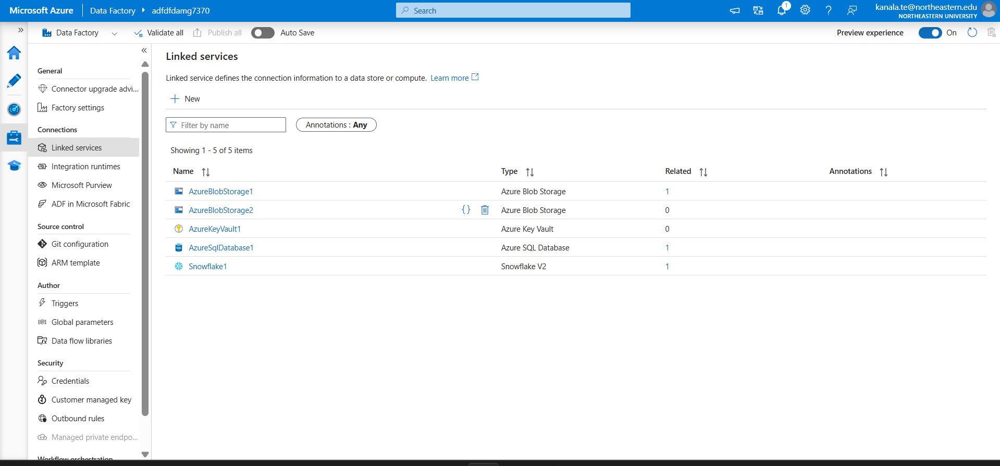 Microsoft Azure Data Factory adfdfdamg7370 Search 1 kanala.te@northeastern.edu
NORTHEASTERN UNIVERSITY
Data Factory Validate all Publish all Auto Save Preview experience On
General
Connector upgrade advi...
Factory settings
Connections
Linked services
Integration runtimes
Microsoft Purview
ADF in Microsoft Fabric
Source control
Git configuration
ARM template
Author
Triggers
Global parameters
Data flow libraries
Security
Credentials
Customer managed key
Outbound rules
Managed private endpo...
Workflow orchestration
Linked services
Linked service defines the connection information to a data store or compute. Learn more
New
Filter by name Annotations : Any
Showing 1 - 5 of 5 items
Name Type Related Annotations
AzureBlobStorage1 Azure Blob Storage 1
AzureBlobStorage2 {} Azure Blob Storage 0
AzureKeyVault1 Azure Key Vault 0
SQL AzureSqlDatabase1 Azure SQL Database 1
Snowflake1 Snowflake V2 1